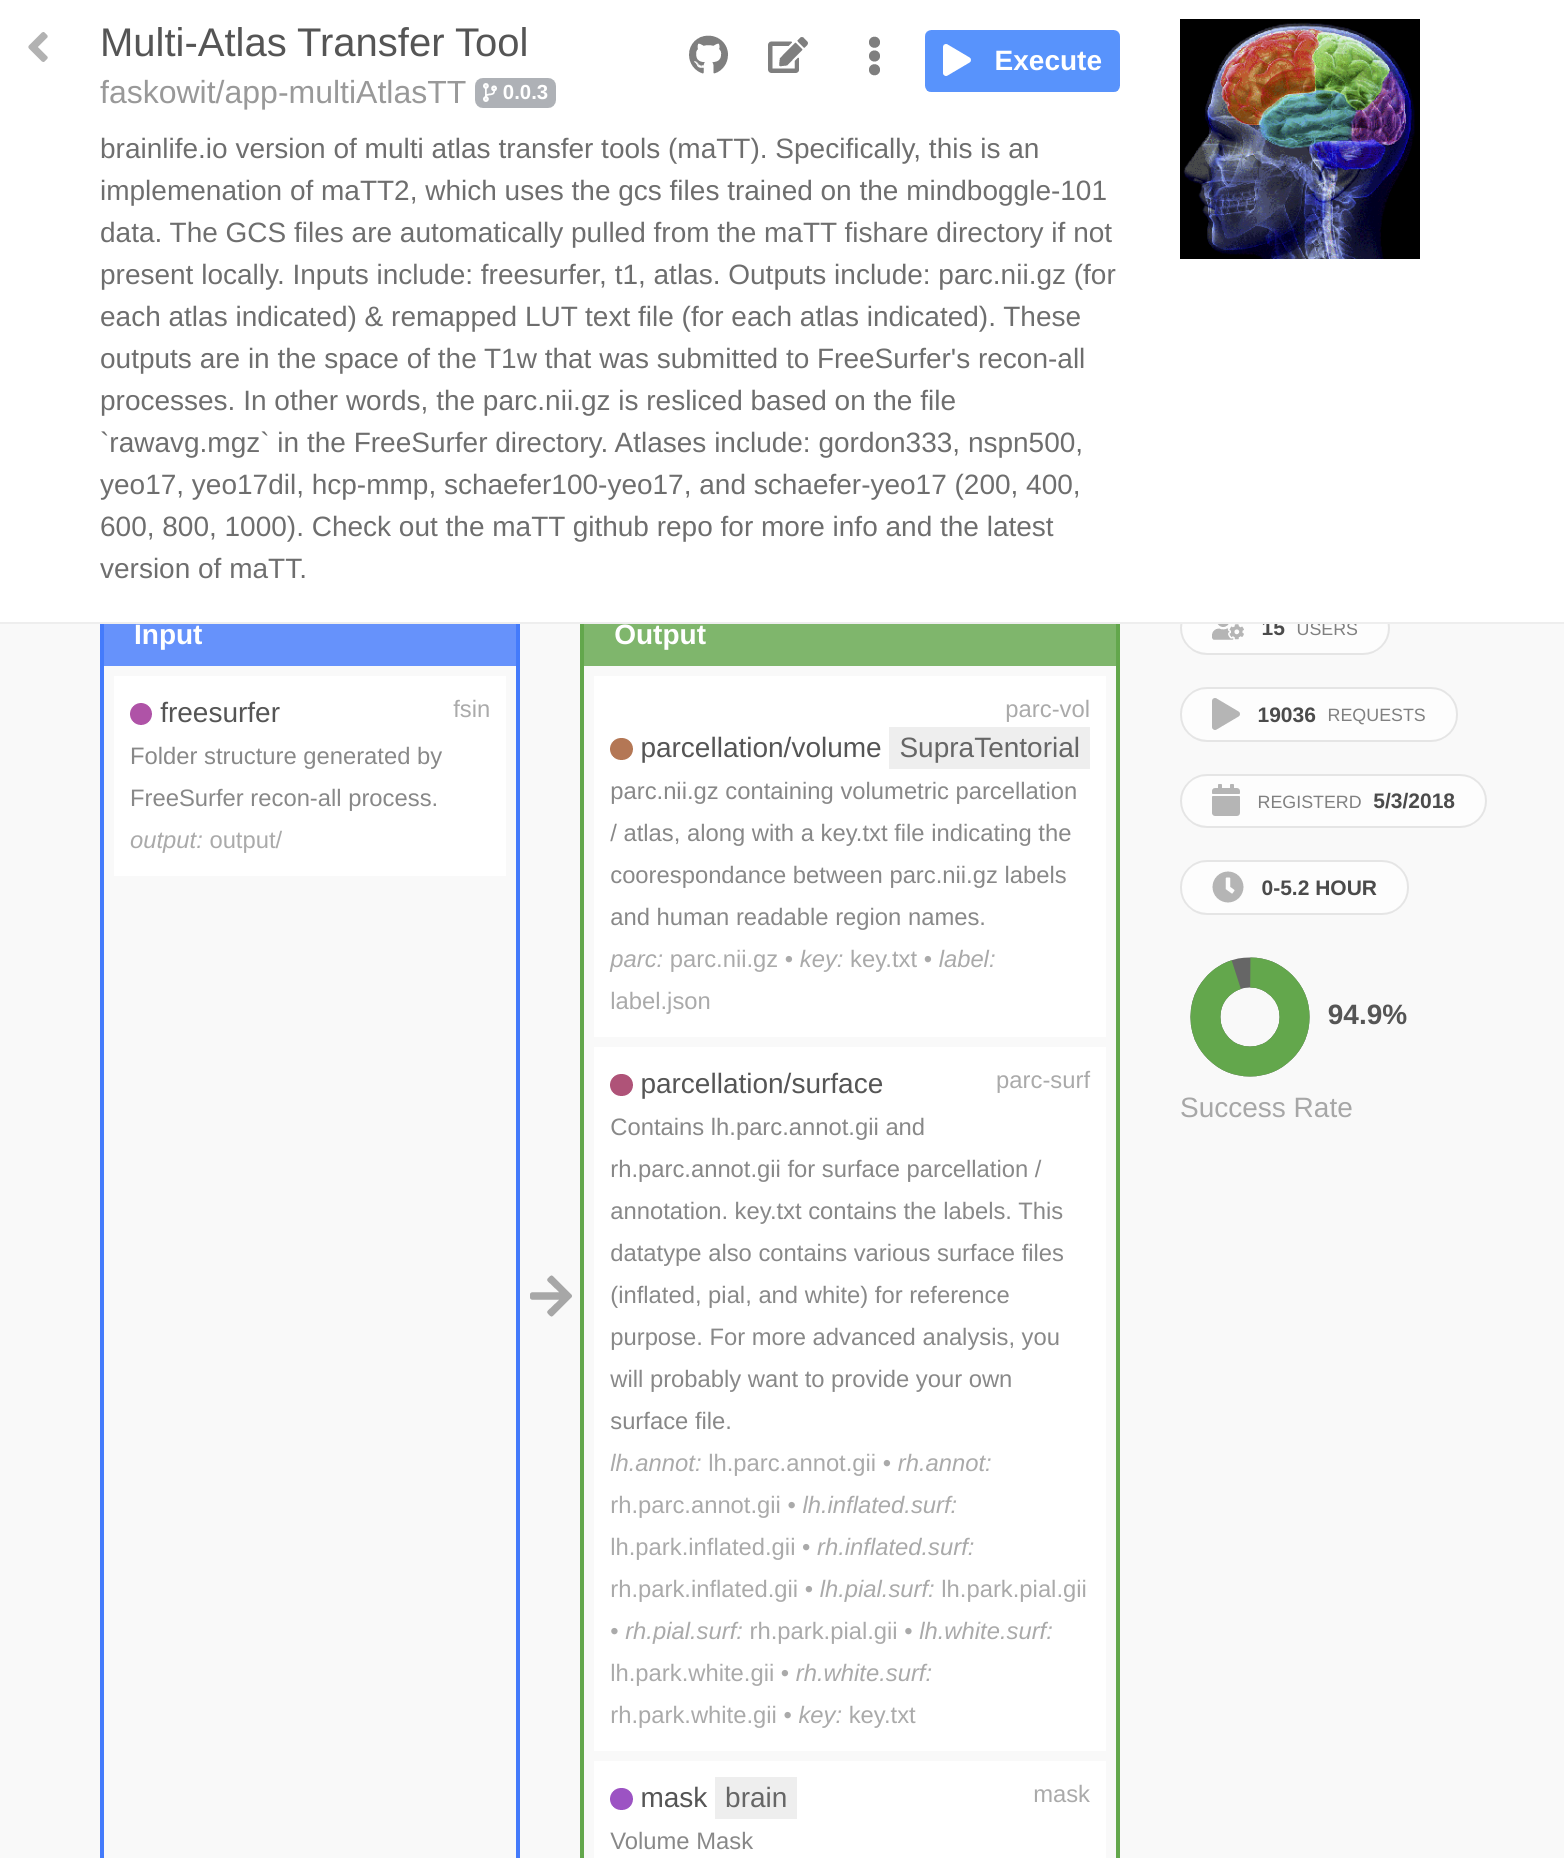 Multi-Atlas Transfer Tool
faskowit/app-multiAtlasTT 0.0.3
Execute
brainlife.io version of multi atlas transfer tools (maTT). Specifically, this is an
implemenation of maTT2, which uses the gcs files trained on the mindboggle-101
data. The GCS files are automatically pulled from the maTT fishare directory if not
present locally. Inputs include: freesurfer, t1, atlas. Outputs include: parc.nii.gz (for
each atlas indicated) & remapped LUT text file (for each atlas indicated). These
outputs are in the space of the T1w that was submitted to FreeSurfer's recon-all
processes. In other words, the parc.nii.gz is resliced based on the file
`rawavg.mgz` in the FreeSurfer directory. Atlases include: gordon333, nspn500,
yeo17, yeo17dil, hcp-mmp, schaefer100-yeo17, and schaefer-yeo17 (200, 400,
600, 800, 1000). Check out the maTT github repo for more info and the latest
version of maTT.
Input
freesurfer fsin
Folder structure generated by
FreeSurfer recon-all process.
output: output/
Output
parc-vol
parcellation/volume SupraTentorial
parc.nii.gz containing volumetric parcellation
/ atlas, along with a key.txt file indicating the
coorespondance between parc.nii.gz labels
and human readable region names.
parc: parc.nii.gz • key: key.txt • label:
label.json
parcellation/surface parc-surf
Contains lh.parc.annot.gii and
rh.parc.annot.gii for surface parcellation /
annotation. key.txt contains the labels. This
datatype also contains various surface files
(inflated, pial, and white) for reference
purpose. For more advanced analysis, you
will probably want to provide your own
surface file.
lh.annot: lh.parc.annot.gii • rh.annot:
rh.parc.annot.gii • lh.inflated.surf:
lh.park.inflated.gii • rh.inflated.surf:
rh.park.inflated.gii • lh.pial.surf: lh.park.pial.gii
• rh.pial.surf: rh.park.pial.gii • lh.white.surf:
lh.park.white.gii • rh.white.surf:
rh.park.white.gii • key: key.txt
mask brain mask
Volume Mask
15 USERS
19036 REQUESTS
REGISTERD 5/3/2018
0-5.2 HOUR
94.9%
Success Rate